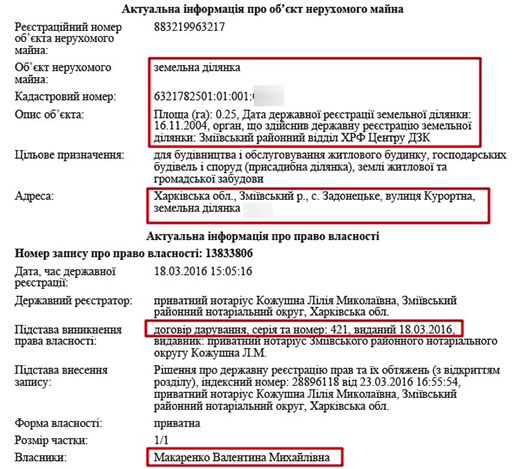 Актуальна інформація про об’єкт нерухомого майна
Реєстраційний номер об’єкта нерухомого майна: 883219963217
Об’єкт нерухомого майна: земельна ділянка
Кадастровий номер: 6321782501:01:001:
Опис об’єкта: Площа (га): 0.25, Дата державної реєстрації земельної ділянки:
16.11.2004, орган, що здійснив державну реєстрацію земельної
ділянки: Зміївський районний відділ ХРФ Центру ДЗК
Цільове призначення: для будівництва і обслуговування житлового будинку, господарських
будівель і споруд (присадибна ділянка), землі житлової та
громадської забудови
Адреса: Харківська обл., Зміївський р., с. Задонецьке, вулиця Курортна,
земельна ділянка
Актуальна інформація про право власності
Номер запису про право власності: 13833806
Дата, час державної реєстрації: 18.03.2016 15:05:16
Державний реєстратор: приватний нотаріус Кожушна Лілія Миколаївна, Зміївський
районний нотаріальний округ, Харківська обл.
Підстава виникнення права власності: договір дарування, серія та номер: 421, виданий 18.03.2016,
видавник: приватний нотаріус Зміївського районного нотаріального
округу Кожушна Л.М.
Підстава внесення запису: Рішення про державну реєстрацію прав та їх обтяжень (з відкриттям
розділу), індексний номер: 28896118 від 23.03.2016 16:55:54,
приватний нотаріус Кожушна Лілія Миколаївна, Зміївський
районний нотаріальний округ, Харківська обл.
Форма власності: приватна
Розмір частки: 1/1
Власники: Макаренко Валентина Михайлівна